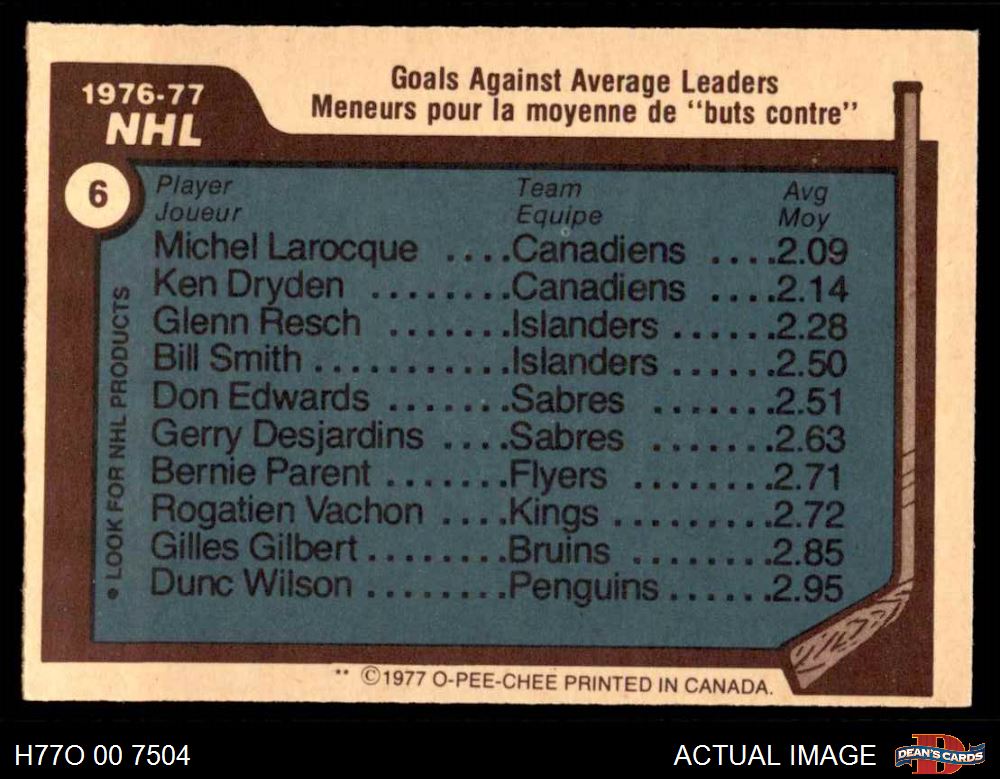 1976-77
NHL
Goals Against Average Leaders
Meneurs pour la moyenne de "buts contre"
6
Player Team Avg
Joueur Equipe Moy
Michel Larocque ....Canadiens ....2.09
Ken Dryden ........Canadiens ....2.14
Glenn Resch .......Islanders ......2.28
Bill Smith ...........Islanders ......2.50
Don Edwards .......Sabres .......2.51
Gerry Desjardins ....Sabres .......2.63
Bernie Parent .......Flyers ........2.71
Rogatien Vachon ....Kings .........2.72
Gilles Gilbert ........Bruins ........2.85
Dunc Wilson ........Penguins ......2.95
• LOOK FOR NHL PRODUCTS
** ©1977 O-PEE-CHEE PRINTED IN CANADA.
H77O 00 7504
ACTUAL IMAGE
DEAN'S CARDS